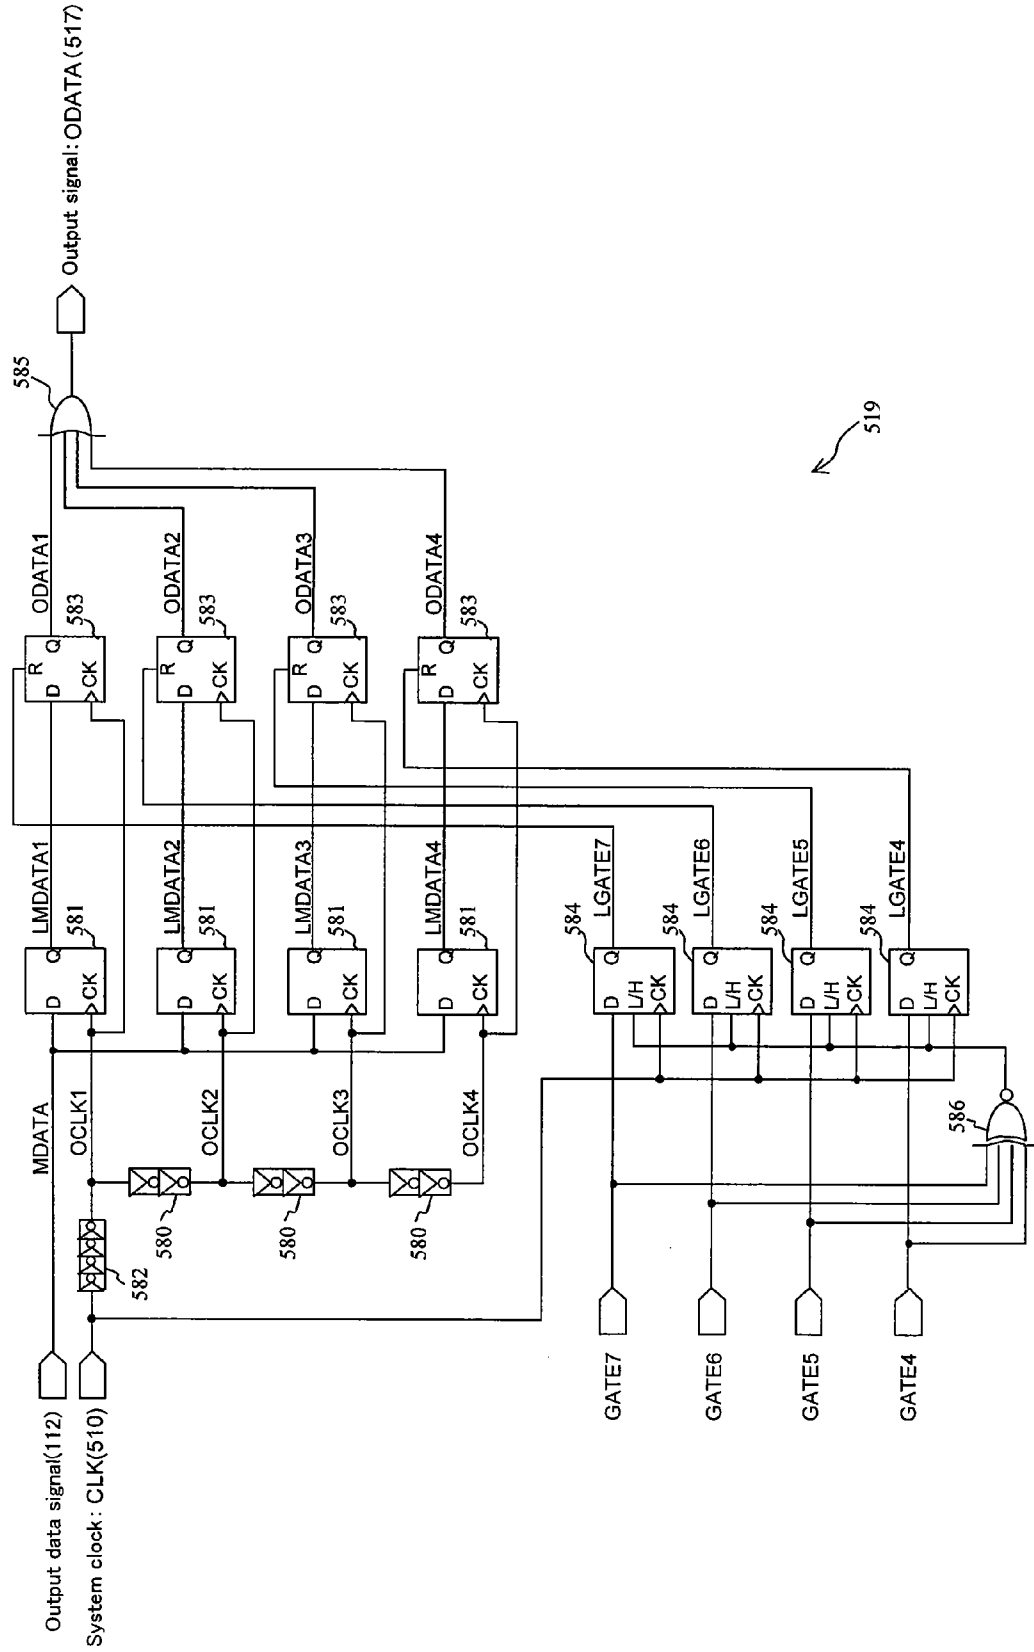 Output data signal(112)
System clock: CLK(510)
MDATA
582
OCLK1
580
OCLK2
580
OCLK3
580
OCLK4
D
Q
CK
581
LMDATA1
D
Q
CK
581
LMDATA2
D
Q
CK
581
LMDATA3
D
Q
CK
581
LMDATA4
R
D
Q
CK
583
ODATA1
R
D
Q
CK
583
ODATA2
R
D
Q
CK
583
ODATA3
R
D
Q
CK
583
ODATA4
585
Output signal: ODATA (517)
519
GATE7
GATE6
GATE5
GATE4
586
584
D
Q
L/H
CK
LGATE7
584
D
Q
L/H
CK
LGATE6
584
D
Q
L/H
CK
LGATE5
584
D
Q
L/H
CK
LGATE4